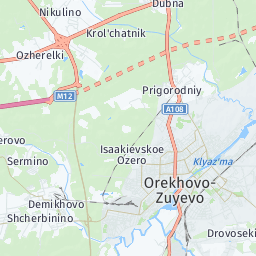 Dubna
Nikulino
Krol'chatnik
Ozherelki
Prigorodniy
M12
A108
Isaakievskoe
Ozero
Klyaz'ma
erovo
Sermino
Orekhovo-
Zuyevo
Demikhovo
Shcherbinino
Drovoseki